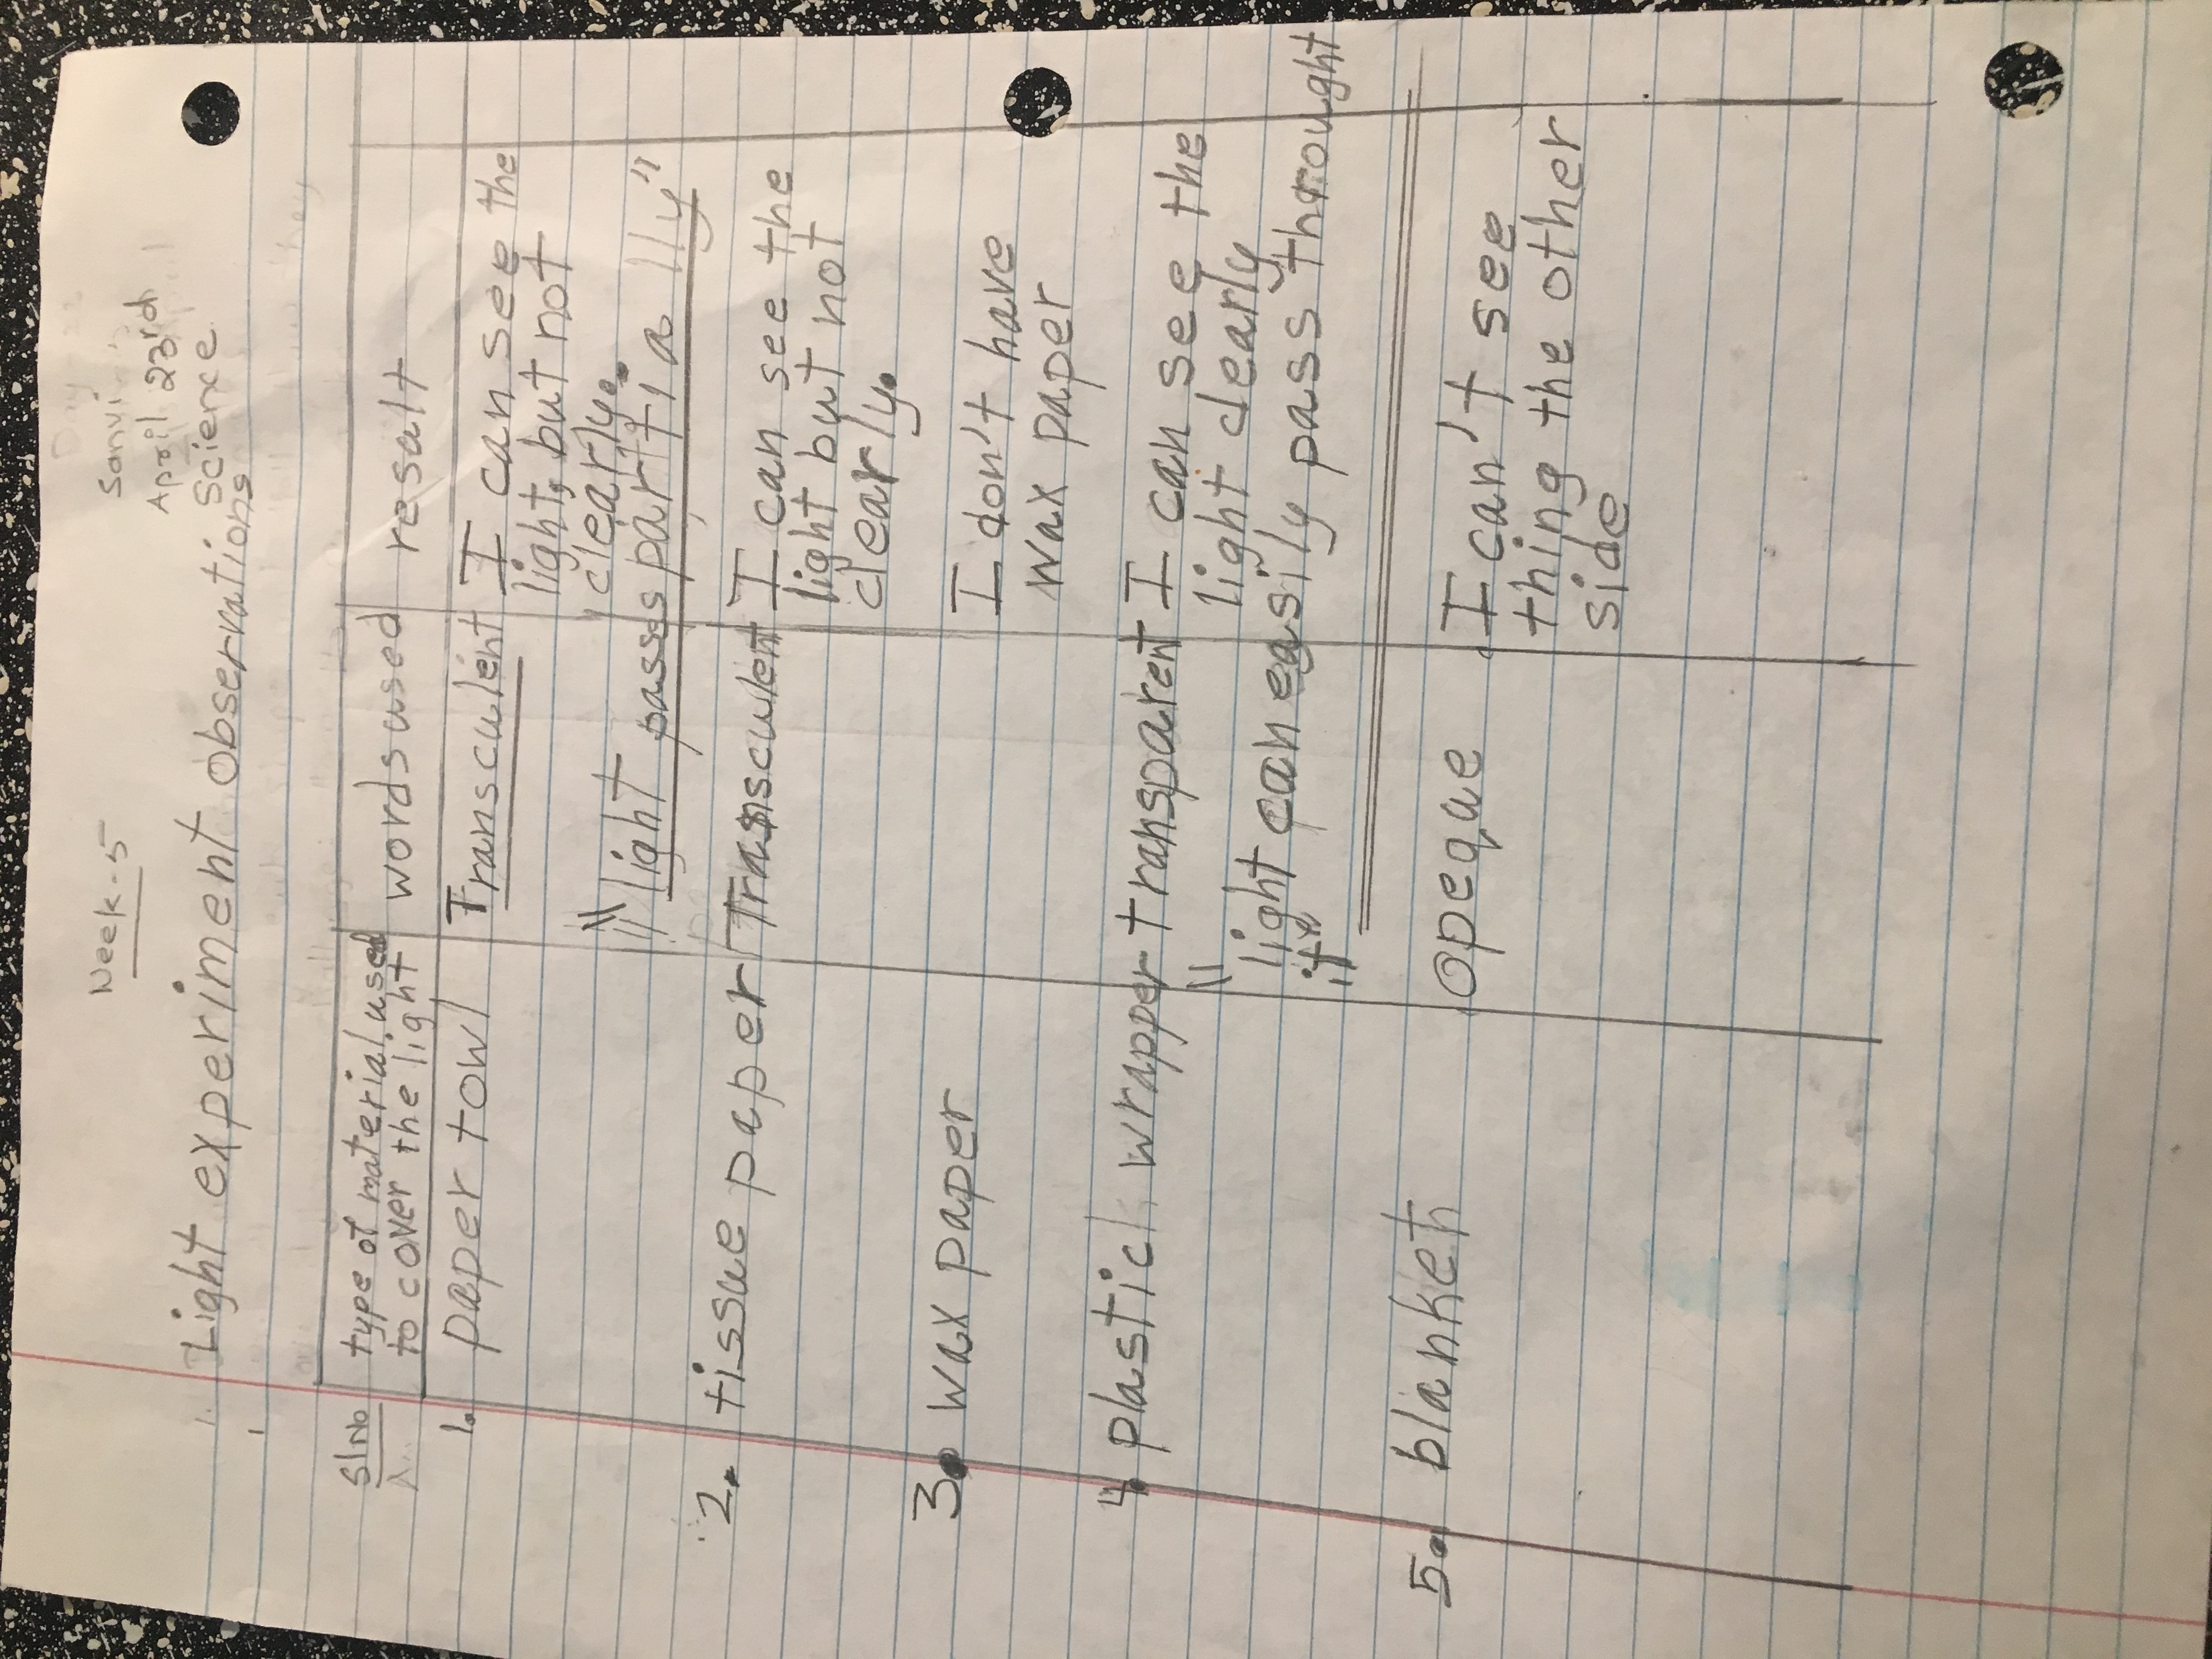 Week-5
Sanvi
April 23rd
Science
Light experiment observations
Sl No
type of material used
to cover the light
words used
resalt
1. paper towl
Transculent
I can see the
light, but not
clearly.
"light passes partially"
2. tissue paper
Transculent
I can see the
light but not
clearly.
3. wax paper
I don't have
wax paper
4. plastic wrapper
transparent
I can see the
light clearly
"light can easily pass throught
it"
5. blanket
opeque
I can't see
thing the other
side